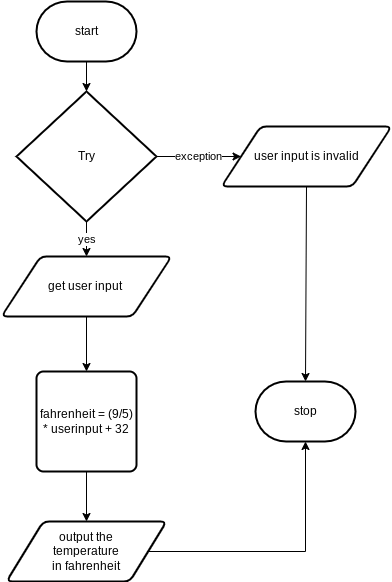 start
Try
exception
user input is invalid
yes
get user input
fahrenheit = (9/5)
* userinput + 32
stop
output the
temperature
in fahrenheit